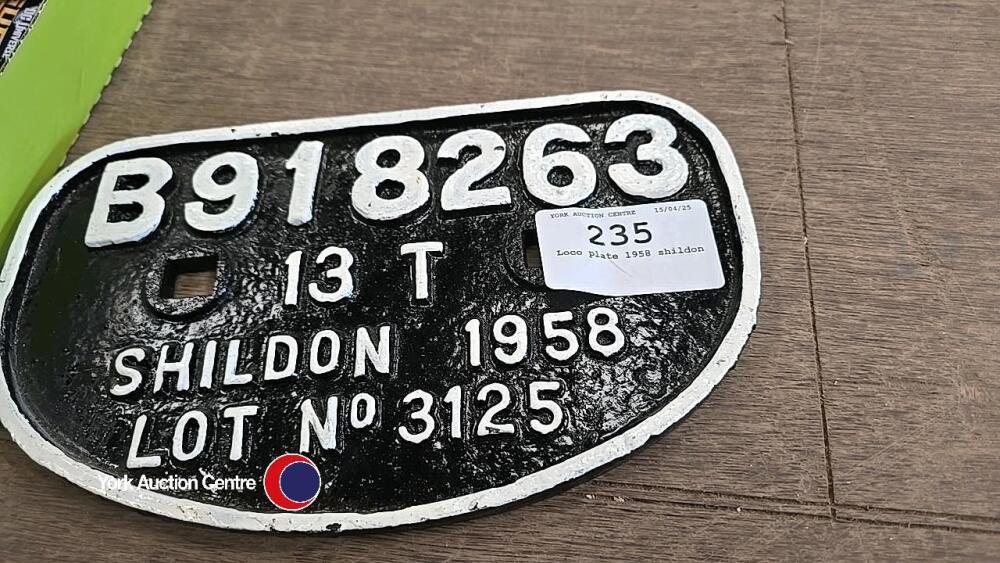 B918263
13 T
SHILDON 1958
LOT No 3125
YORK AUCTION CENTRE 15/04/25
235
Loco plate 1958 shildon
York Auction Centre